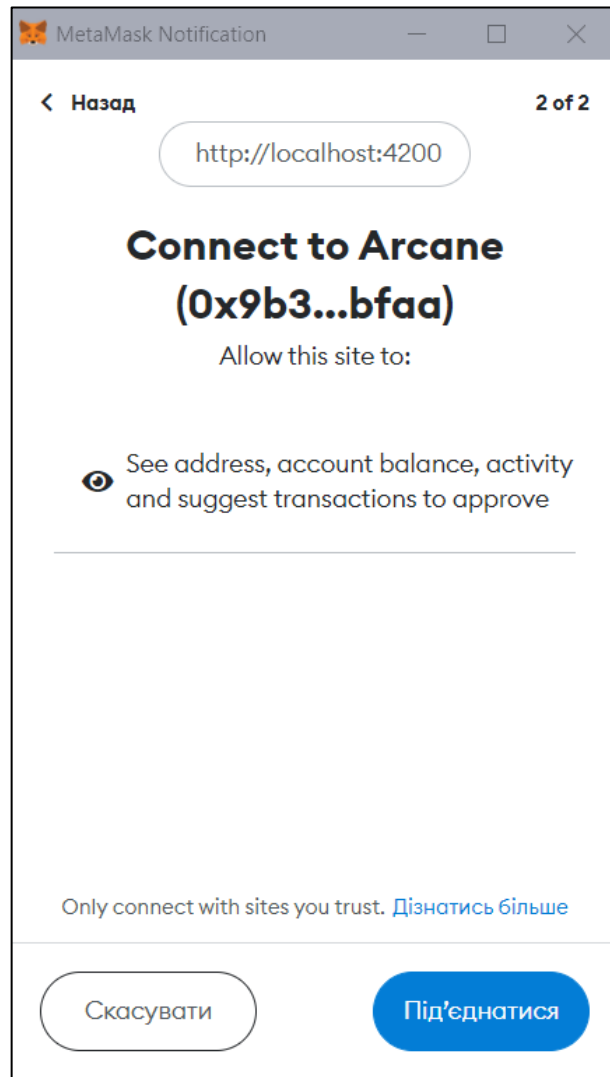 MetaMask Notification
Назад
2 of 2
http://localhost:4200
Connect to Arcane
(0x9b3...bfaa)
Allow this site to:
See address, account balance, activity
and suggest transactions to approve
Only connect with sites you trust. Дізнатись більше
Скасувати
Під’єднатися